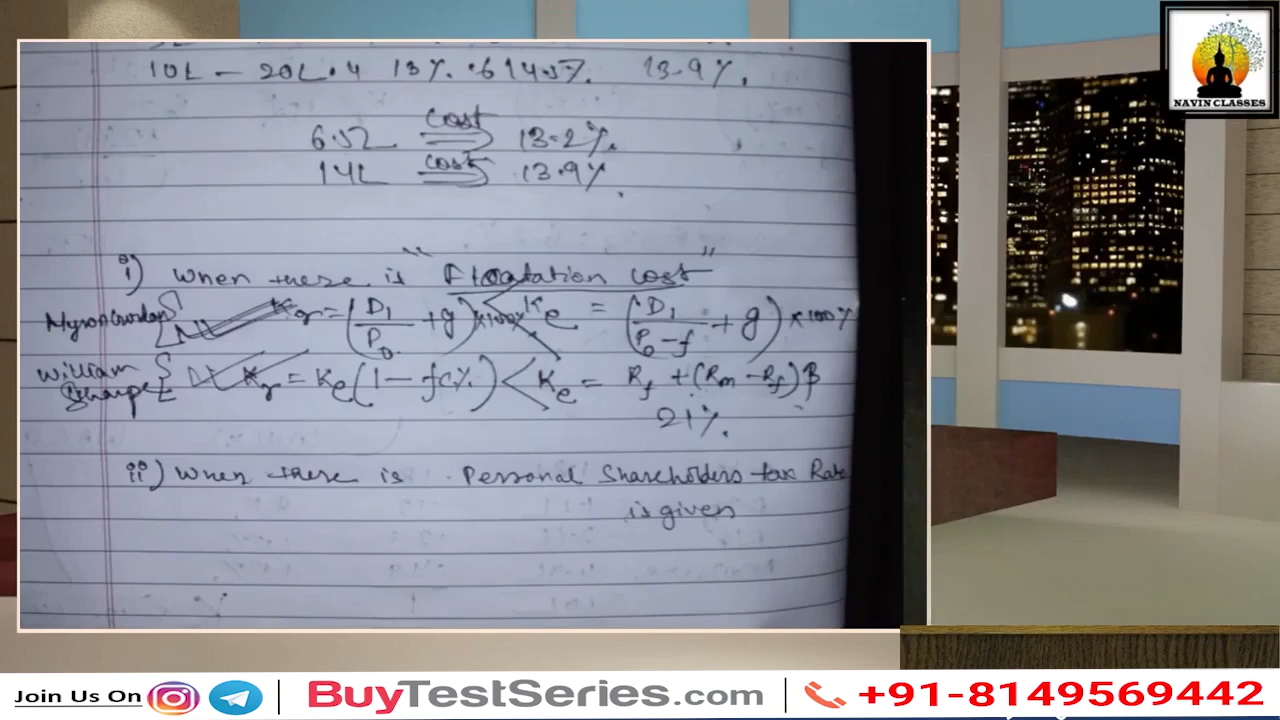 10L - 20L .4 13% .6 14.57. 13.9%.
6.5L cost 13.2%.
14L cost 13.9%.
i) When there is "Floatation cost"
Kr = (D1/P0 + g) x 100% Ke = (D1/P0 - f + g) x 100%
William Sharpe Kr = Ke (1 - fc%) Ke = Rf + (Rm - Rf) β
21%.
ii) When there is Personal Shareholders tax Rate
is given
NAVIN CLASSES
Join Us On BuyTestSeries.com +91-8149569442